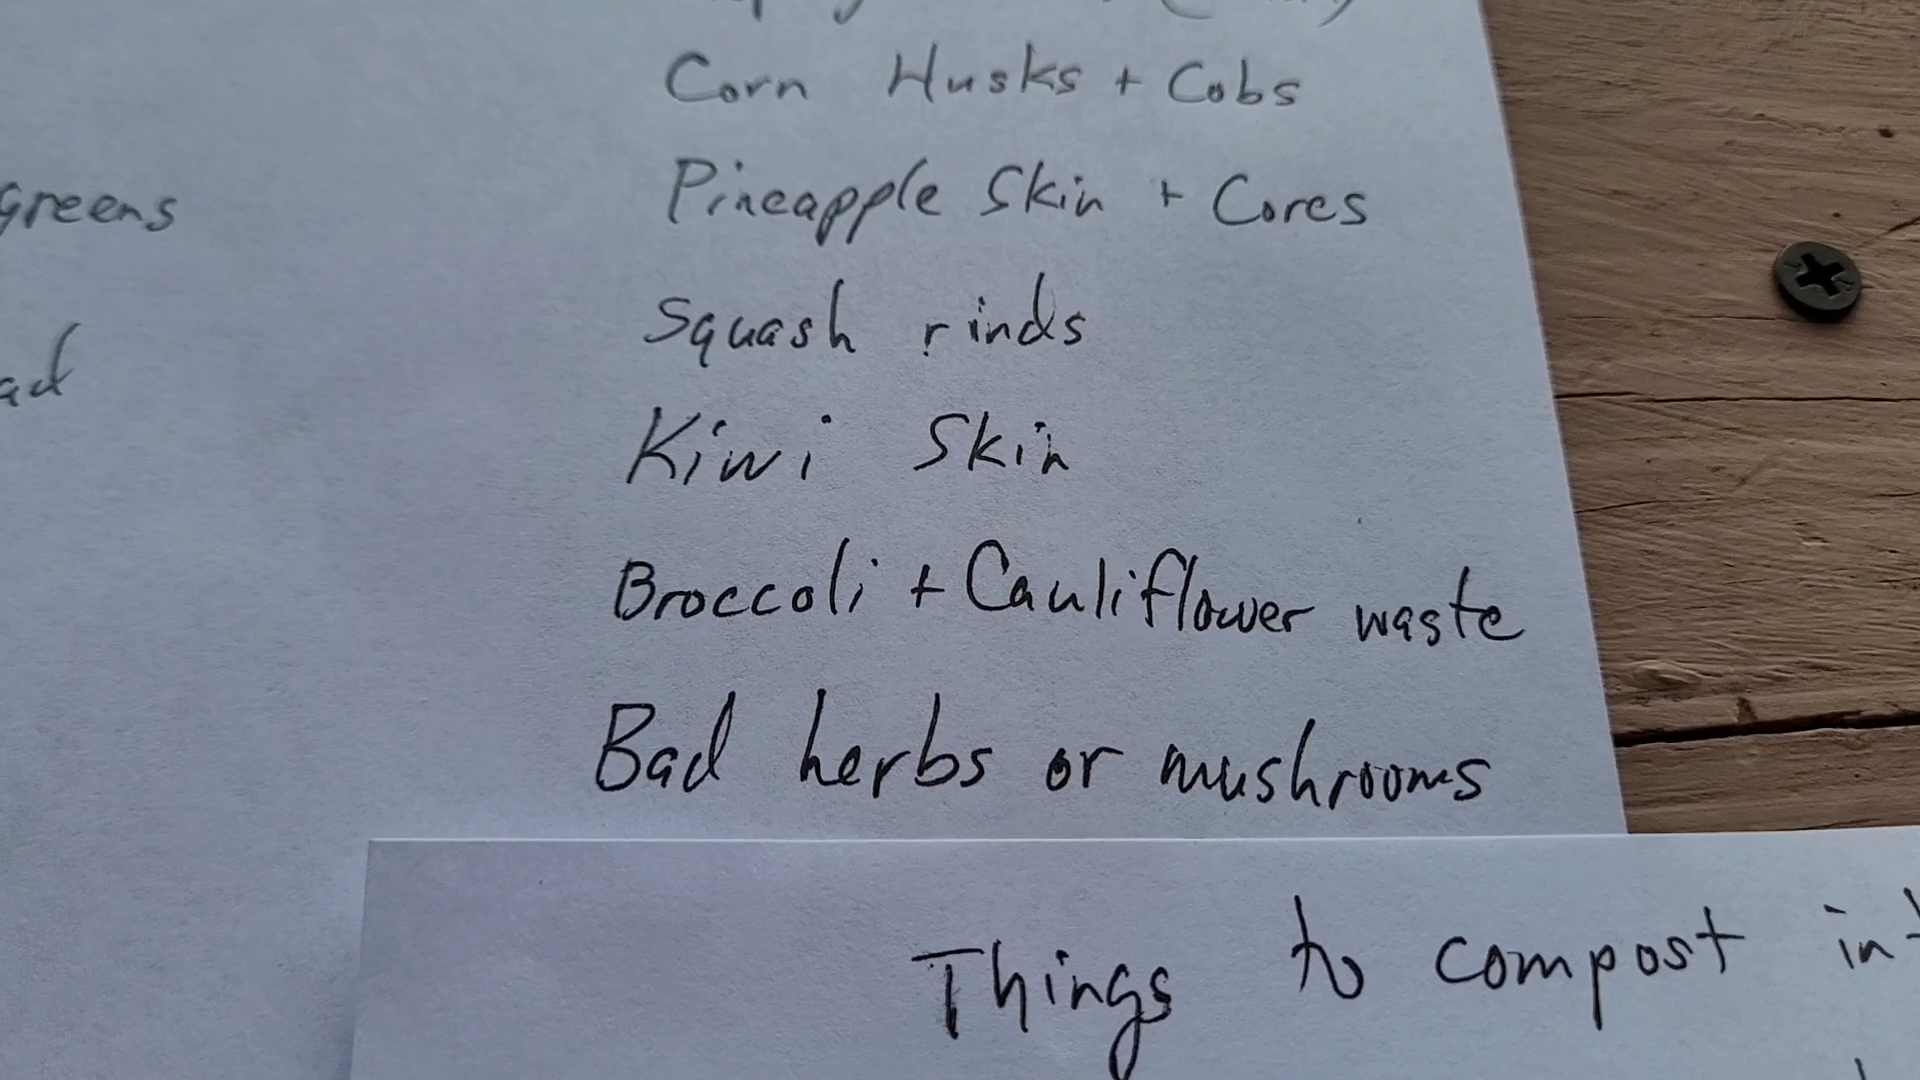 Corn Husks + Cobs
Pineapple Skin + Cores
greens
Squash rinds
Kiwi Skin
Broccoli + Cauliflower waste
Bad herbs or mushrooms
Things to compost